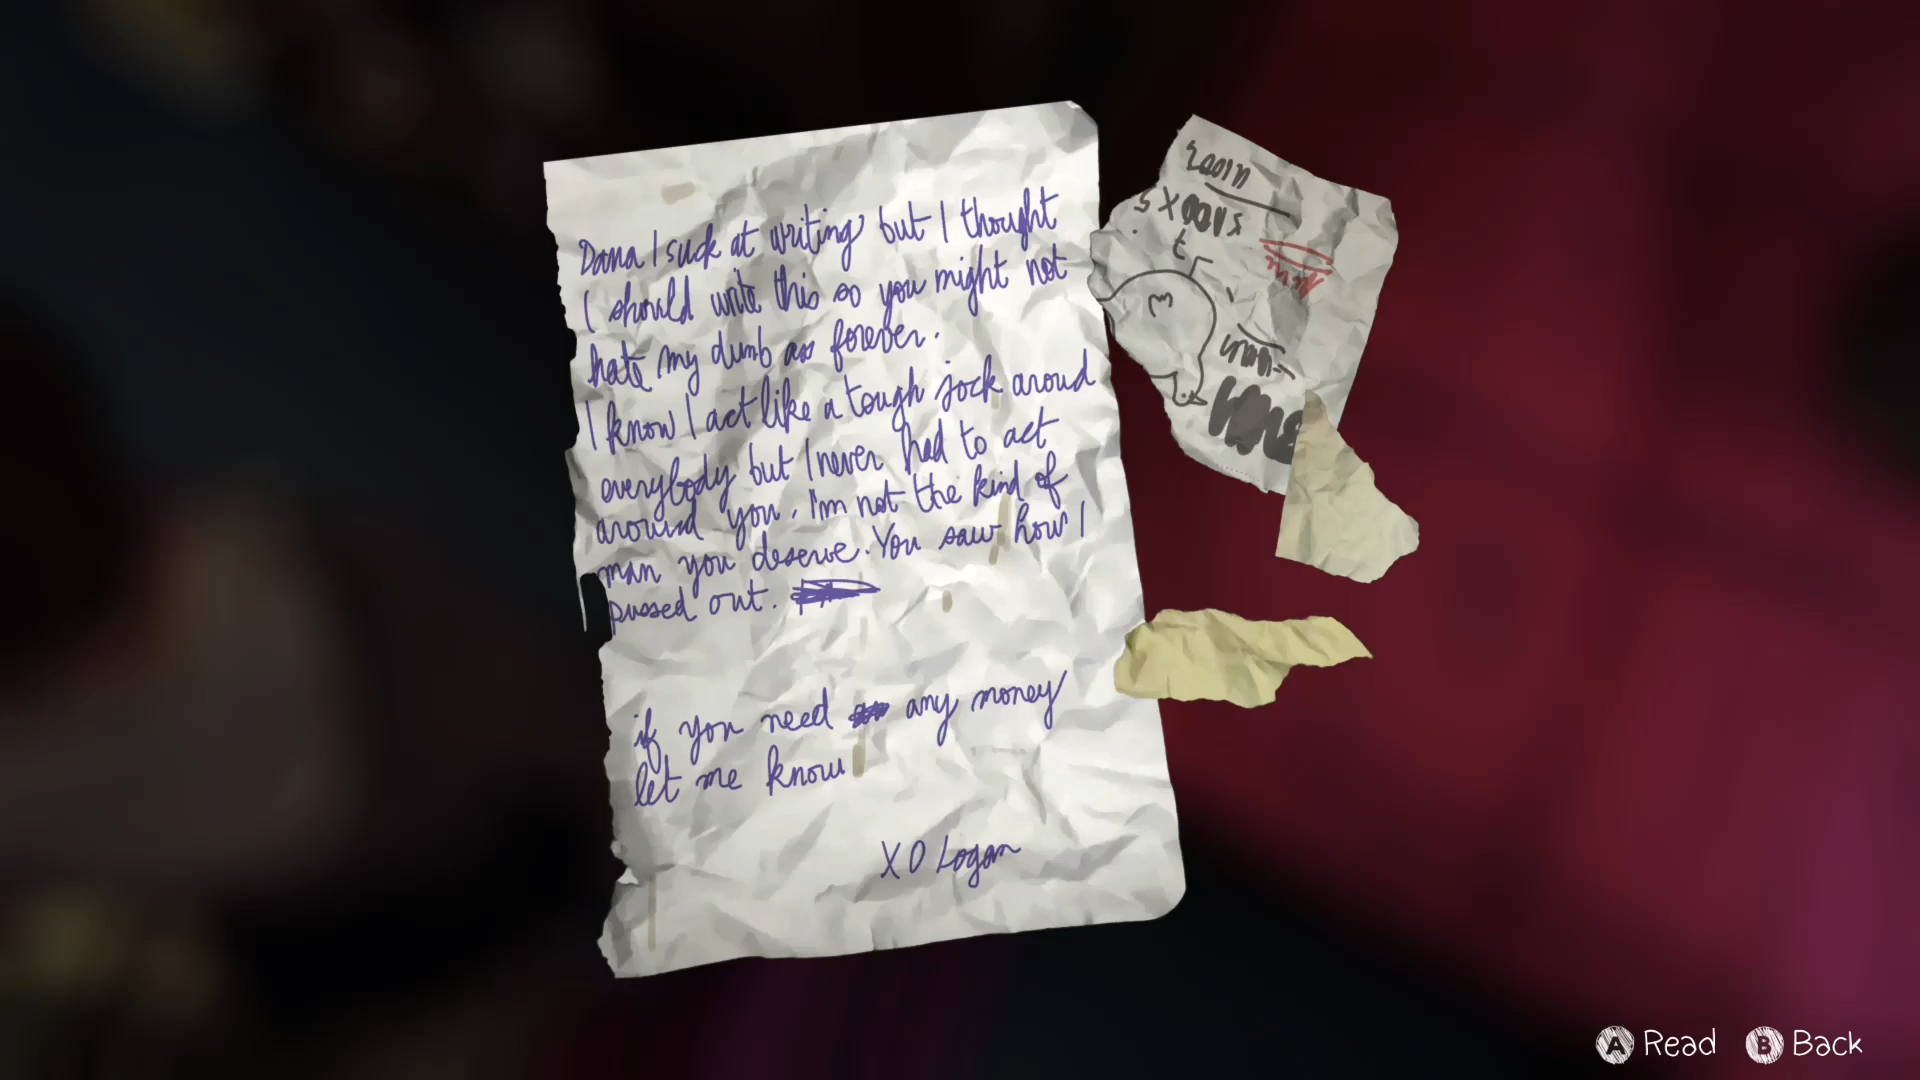 Dana I suck at writing but I thought
I should write this so you might not
hate my dumb ass forever.
I know I act like a tough jock aroud
everybody but I never had to act
around you. I'm not the kind of
man you deserve. You saw how I
pussed out.
if you need any money
let me know
XO Logan
A Read B Back